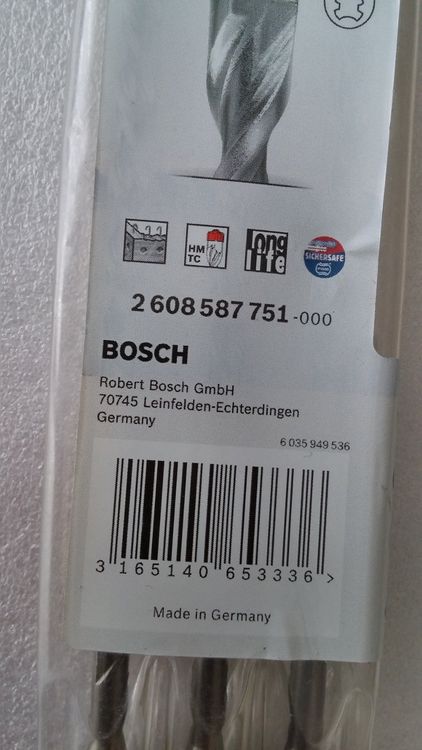 HM
TC
long
life
SICHERSAFE
2 608 587 751-000
BOSCH
Robert Bosch GmbH
70745 Leinfelden-Echterdingen
Germany
6 035 949 536
3 165140 653336 >
Made in Germany